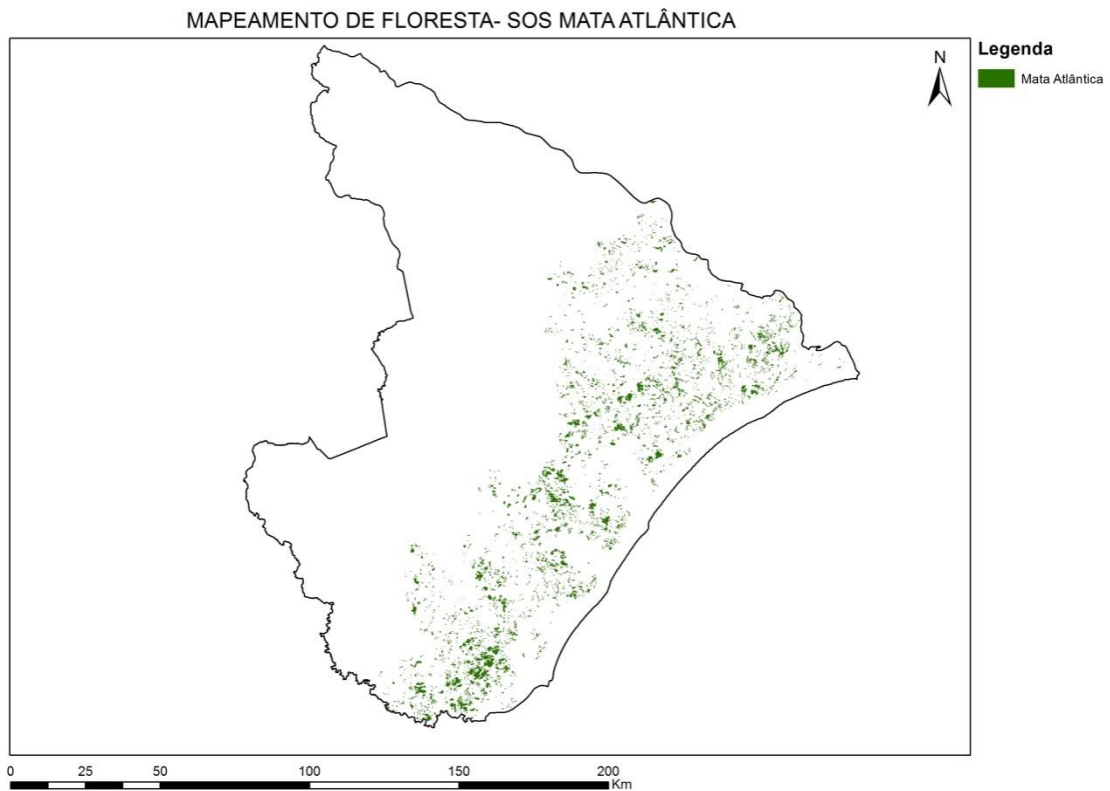 MAPEAMENTO DE FLORESTA- SOS MATA ATLÂNTICA
Legenda
Mata Atlântica
N
0 25 50 100 150 200
Km